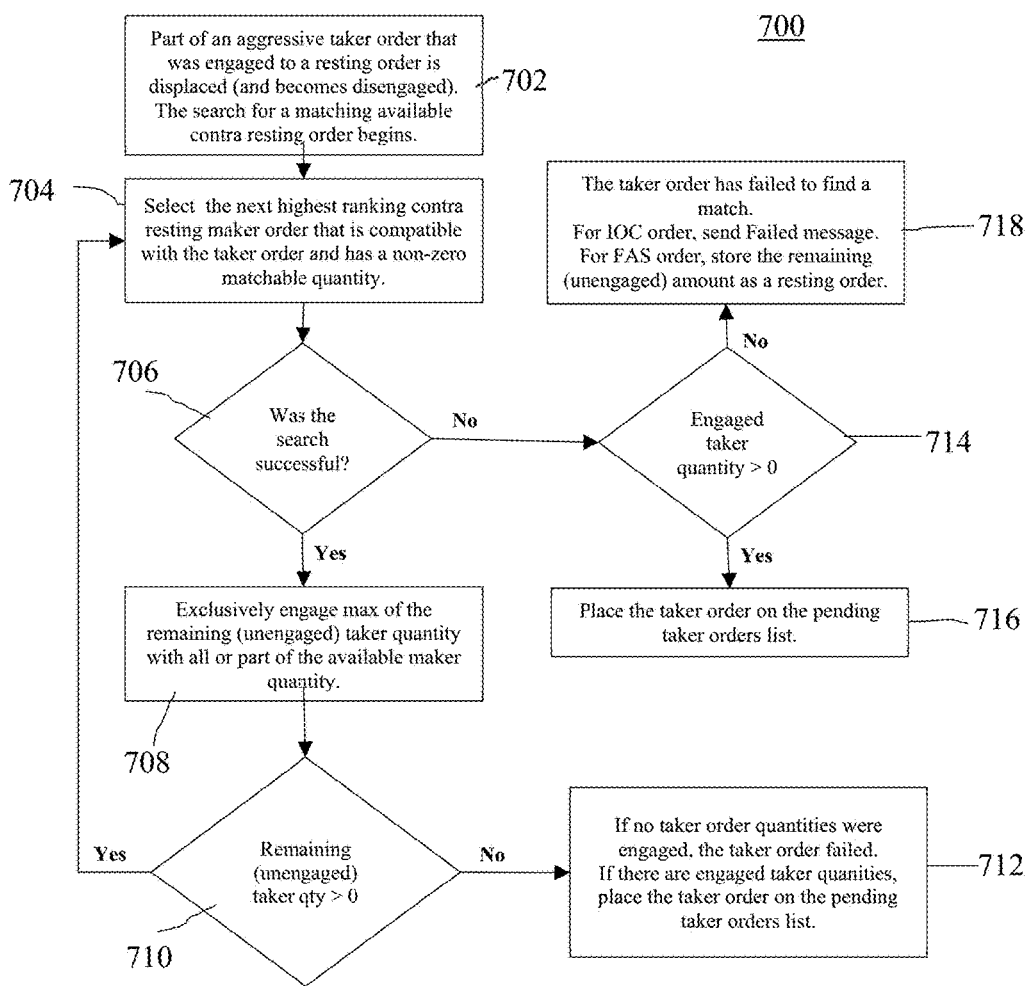 700
Part of an aggressive taker order that
was engaged to a resting order is
displaced (and becomes disengaged).
The search for a matching available
contra resting order begins.
702
704
Select the next highest ranking contra
resting maker order that is compatible
with the taker order and has a non-zero
matchable quantity.
The taker order has failed to find a
match.
For IOC order, send Failed message.
For FAS order, store the remaining
(unengaged) amount as a resting order.
718
706
Was the
search
successful?
No
No
Engaged
taker
quantity > 0
714
Yes
Yes
Exclusively engage max of the
remaining (unengaged) taker quantity
with all or part of the available maker
quantity.
708
Place the taker order on the pending
taker orders list.
716
Yes
Remaining
(unengaged)
taker qty > 0
710
No
If no taker order quantities were
engaged, the taker order failed.
If there are engaged taker quanities,
place the taker order on the pending
taker orders list.
712